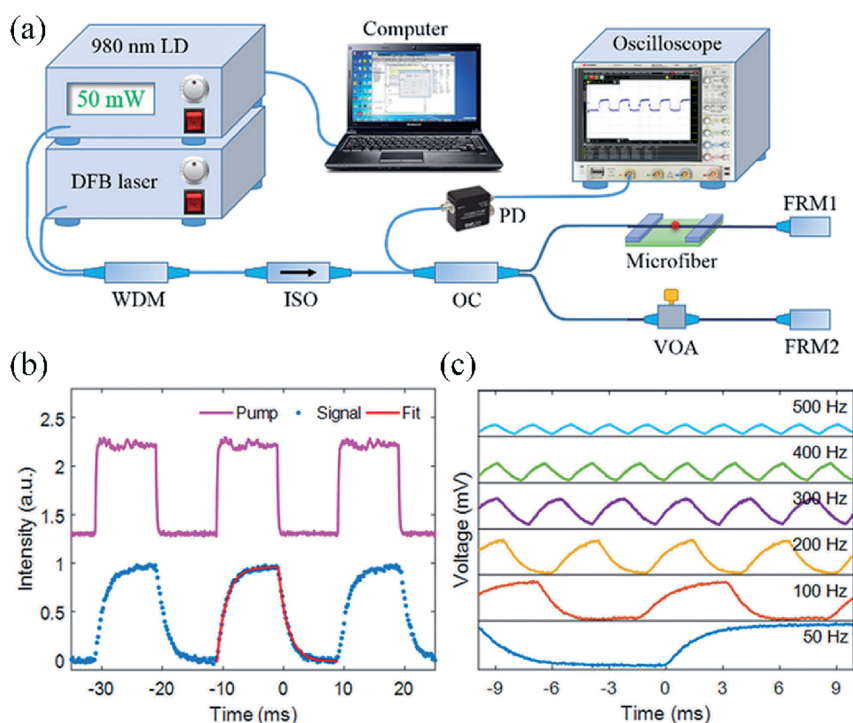 (a)
980 nm LD
50 mW
DFB laser
Computer
Oscilloscope
PD
FRM1
Microfiber
WDM
ISO
OC
VOA
FRM2
(b)
Pump Signal Fit
Intensity (a.u.)
2.5
2
1.5
1
0.5
0
-35 -20 -10 0 10 20
Time (ms)
(c)
Voltage (mV)
500 Hz
400 Hz
300 Hz
200 Hz
100 Hz
50 Hz
-9 -6 -3 0 3 6 9
Time (ms)